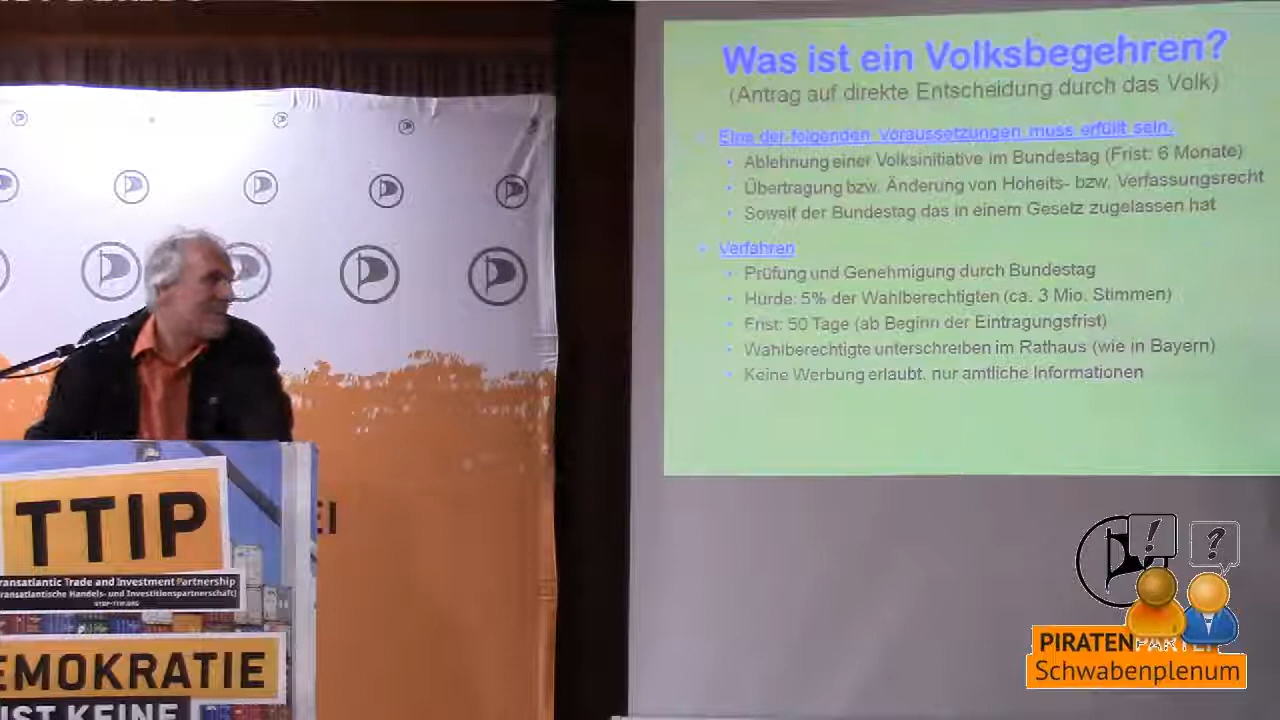 Was ist ein Volksbegehren?
(Antrag auf direkte Entscheidung durch das Volk)
Eine der folgenden Voraussetzungen muss erfüllt sein.
Ablehnung einer Volksinitiative im Bundestag (Frist: 6 Monate)
Übertragung bzw. Änderung von Hoheits- bzw. Verfassungsrecht
Soweit der Bundestag das in einem Gesetz zugelassen hat
Verfahren
Prüfung und Genehmigung durch Bundestag
Hürde: 5% der Wahlberechtigten (ca. 3 Mio. Stimmen)
Frist: 50 Tage (ab Beginn der Eintragungsfrist)
Wahlberechtigte unterschreiben im Rathaus (wie in Bayern)
Keine Werbung erlaubt, nur amtliche Informationen
EI
TTIP
ransatlantic Trade and Investment Partnership
ransatlantische Handels- und Investitionspartnerschaft)
EMOKRATIE
IST KEINE
! ?
PIRATENPARTEI
Schwabenplenum